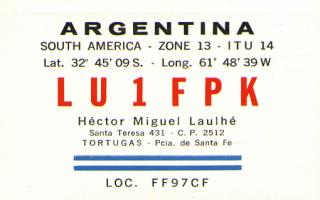 ARGENTINA
SOUTH AMERICA - ZONE 13 - ITU 14
Lat. 32° 45' 09 S. - Long. 61° 48' 39 W
LU1FPK
Héctor Miguel Laulhé
Santa Teresa 431 - C. P. 2512
TORTUGAS - Pcia. de Santa Fe
LOC. FF97CF